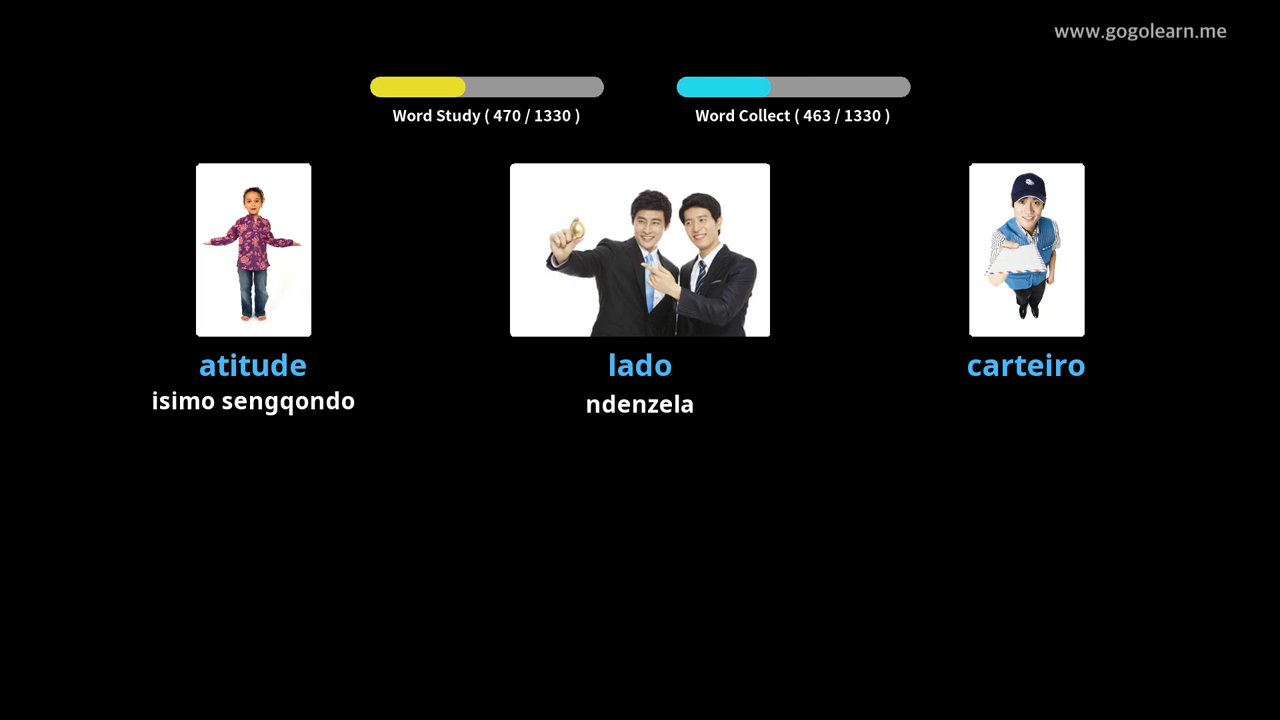 www.gogolearn.me
Word Study ( 470 / 1330 )
Word Collect ( 463 / 1330 )
atitude
isimo sengqondo
lado
ndenzela
carteiro